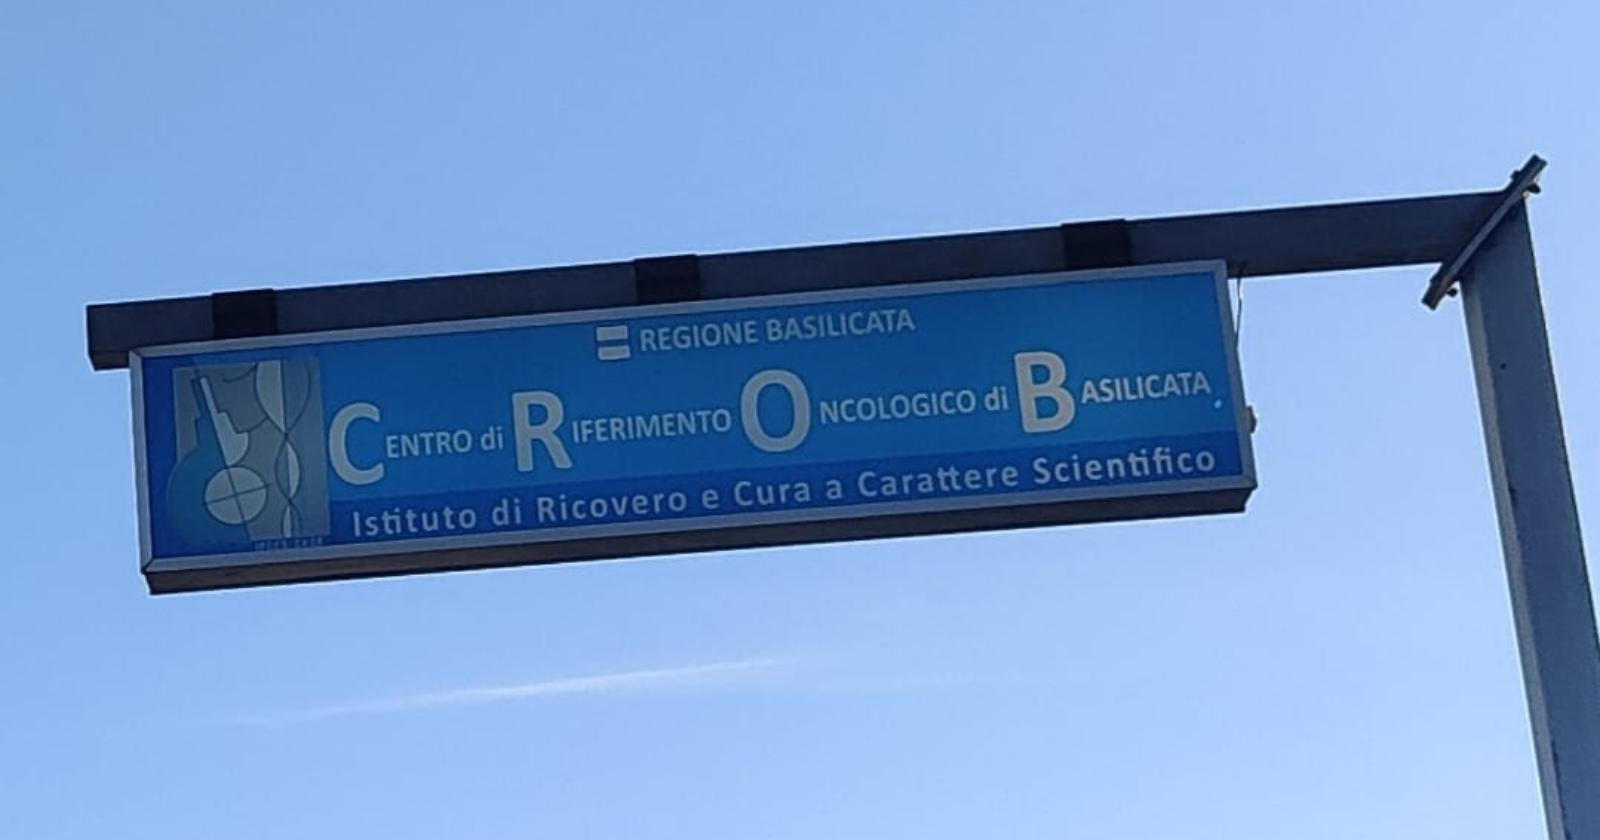 REGIONE BASILICATA
CENTRO di RIFERIMENTO ONCOLOGICO di BASILICATA
Istituto di Ricovero e Cura a Carattere Scientifico